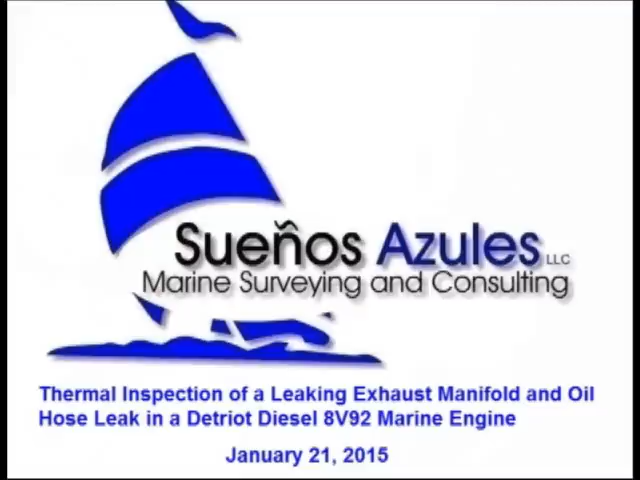 Sueños Azules LLC
Marine Surveying and Consulting
Thermal Inspection of a Leaking Exhaust Manifold and Oil
Hose Leak in a Detriot Diesel 8V92 Marine Engine
January 21, 2015